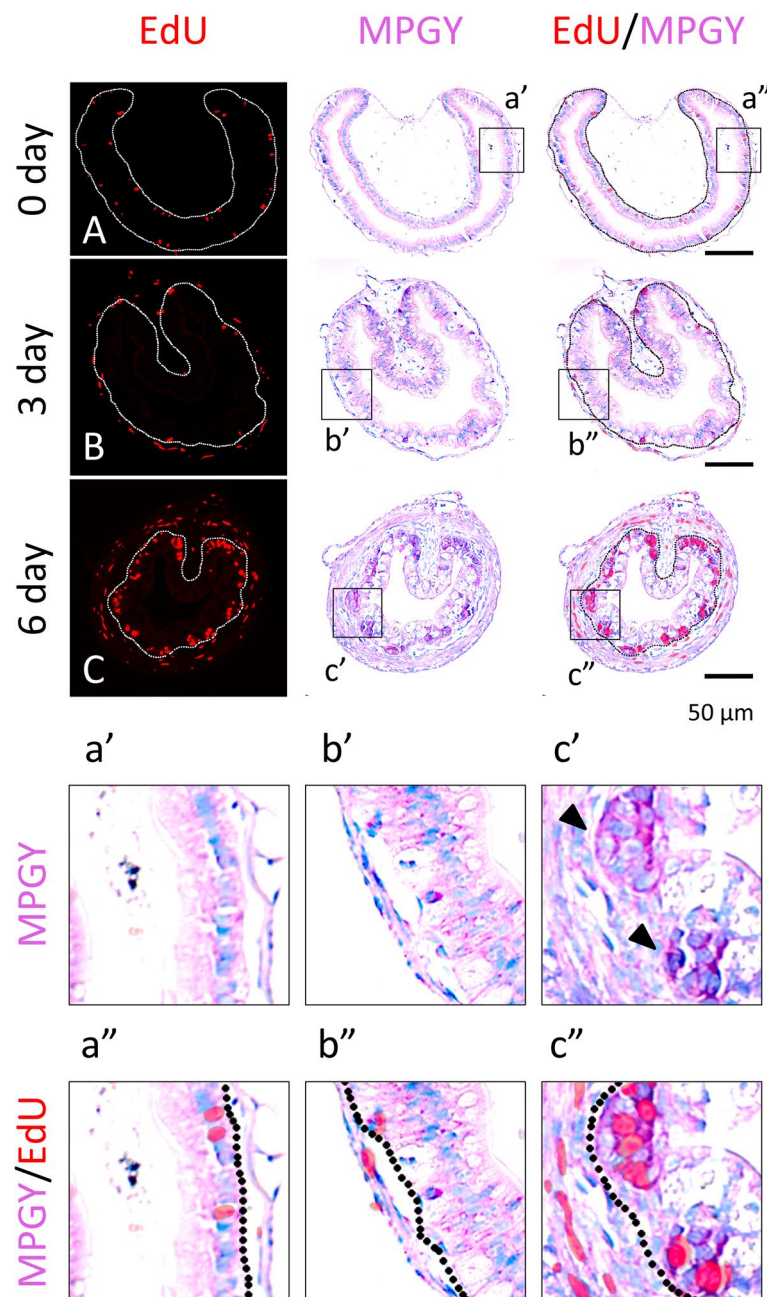 EdU MPGY EdU/MPGY
0 day A a’ a”
3 day B b’ b”
6 day C c’ c”
50 µm
a’ b’ c’
MPGY
a” b” c”
MPGY/EdU